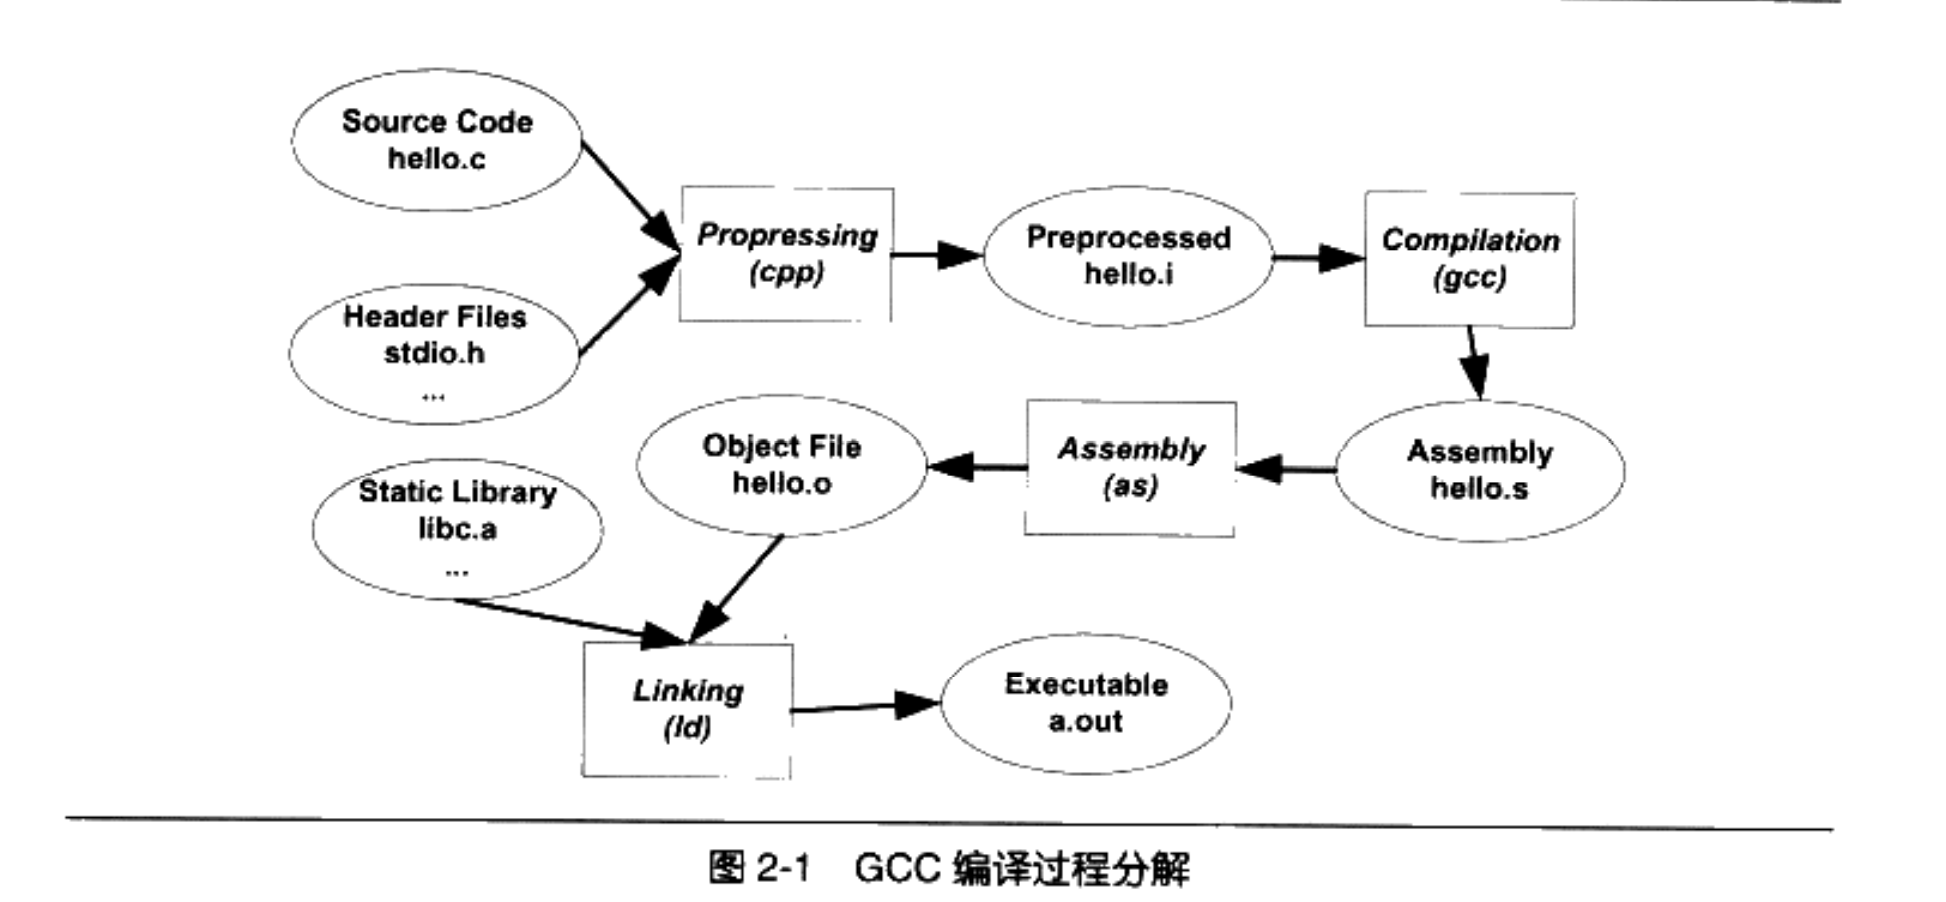 Source Code
hello.c
Propressing
(cpp)
Preprocessed
hello.i
Compilation
(gcc)
Header Files
stdio.h
...
Object File
hello.o
Assembly
(as)
Assembly
hello.s
Static Library
libc.a
...
Linking
(ld)
Executable
a.out
图 2-1 GCC 编译过程分解